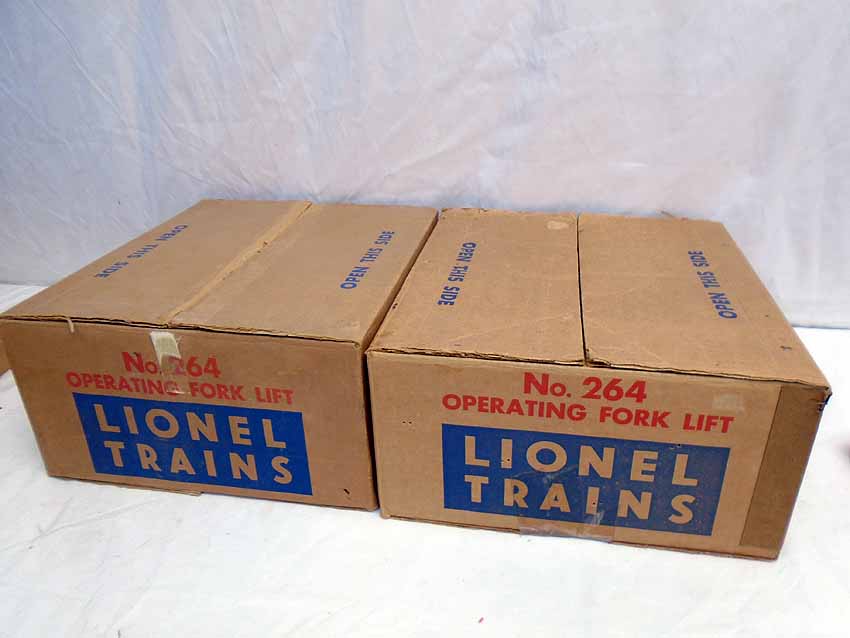 OPEN THIS SIDE
OPEN THIS SIDE
No. 264
OPERATING FORK LIFT
LIONEL
TRAINS
OPEN THIS SIDE
OPEN THIS SIDE
No. 264
OPERATING FORK LIFT
LIONEL
TRAINS